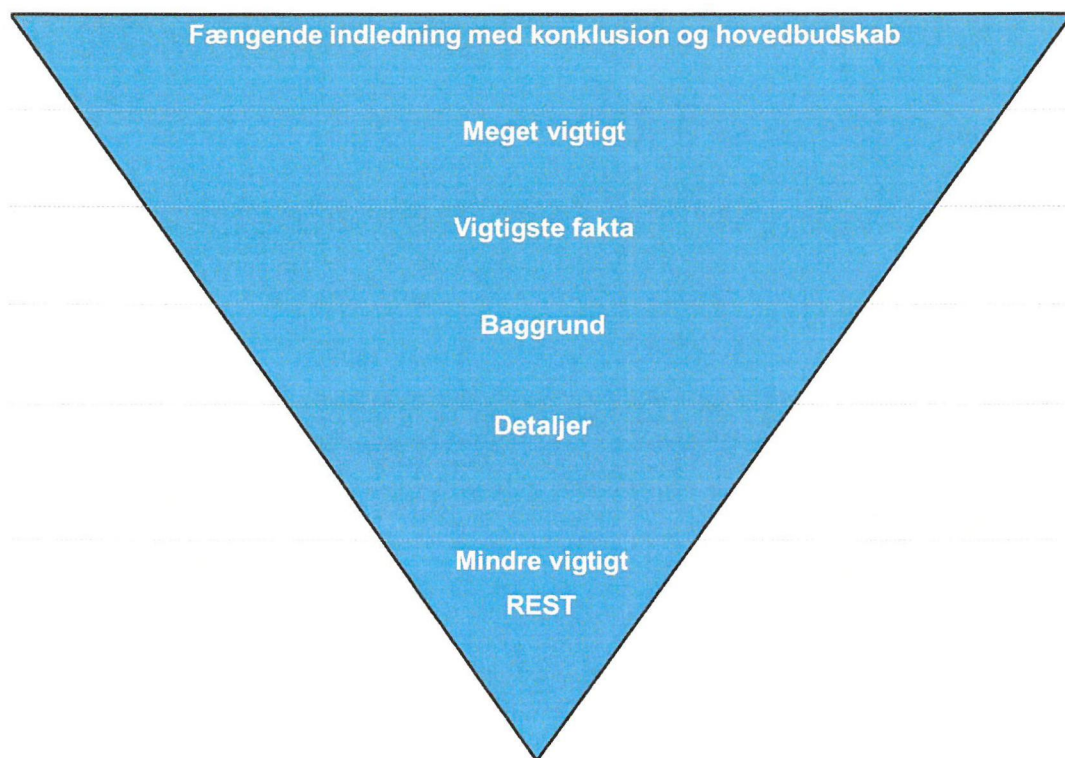 Fængende indledning med konklusion og hovedbudskab
Meget vigtigt
Vigtigste fakta
Baggrund
Detaljer
Mindre vigtigt
REST